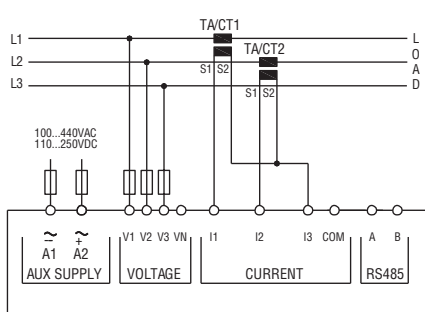 TA/CT1
L1
L
L2
TA/CT2
O
S1 S2
A
L3
D
S1 S2
100...440VAC
110...250VDC
V1 V2 V3 VN I1 I2 I3 COM A B
~ ~
– +
A1 A2
AUX SUPPLY VOLTAGE CURRENT RS485